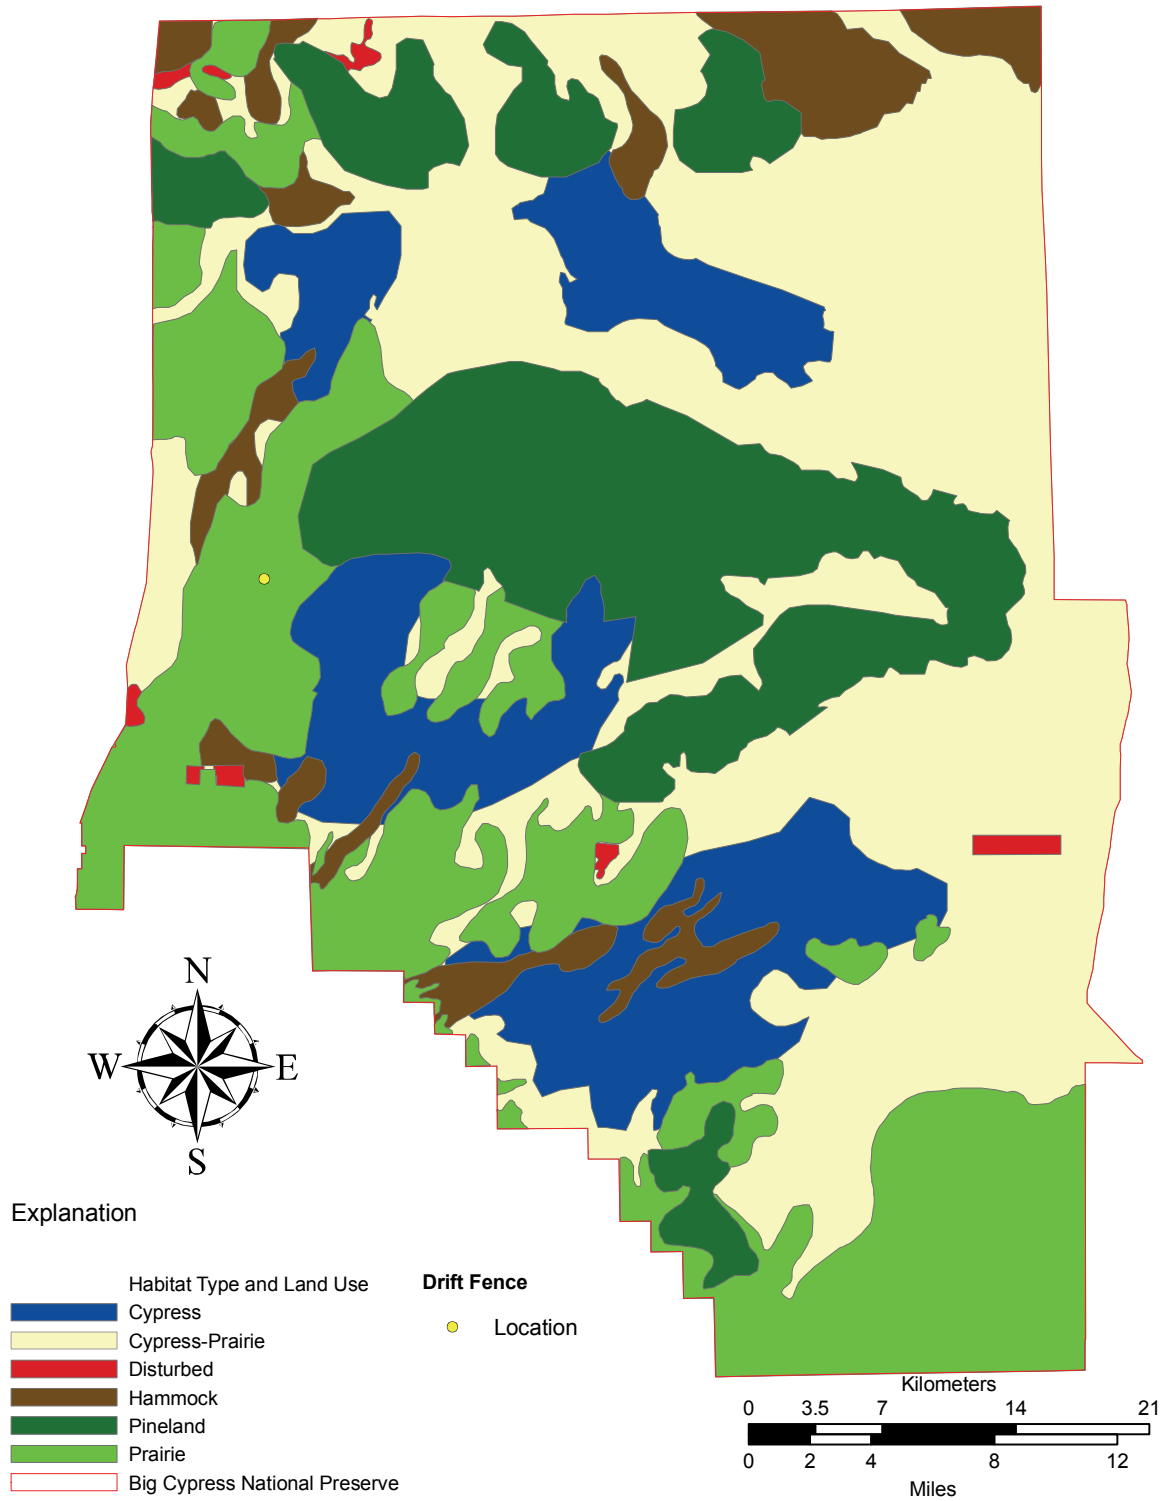 N
W E
S
Explanation
Habitat Type and Land Use
Cypress
Cypress-Prairie
Disturbed
Hammock
Pineland
Prairie
Big Cypress National Preserve
Drift Fence
Location
Kilometers
0 3.5 7 14 21
0 2 4 8 12
Miles